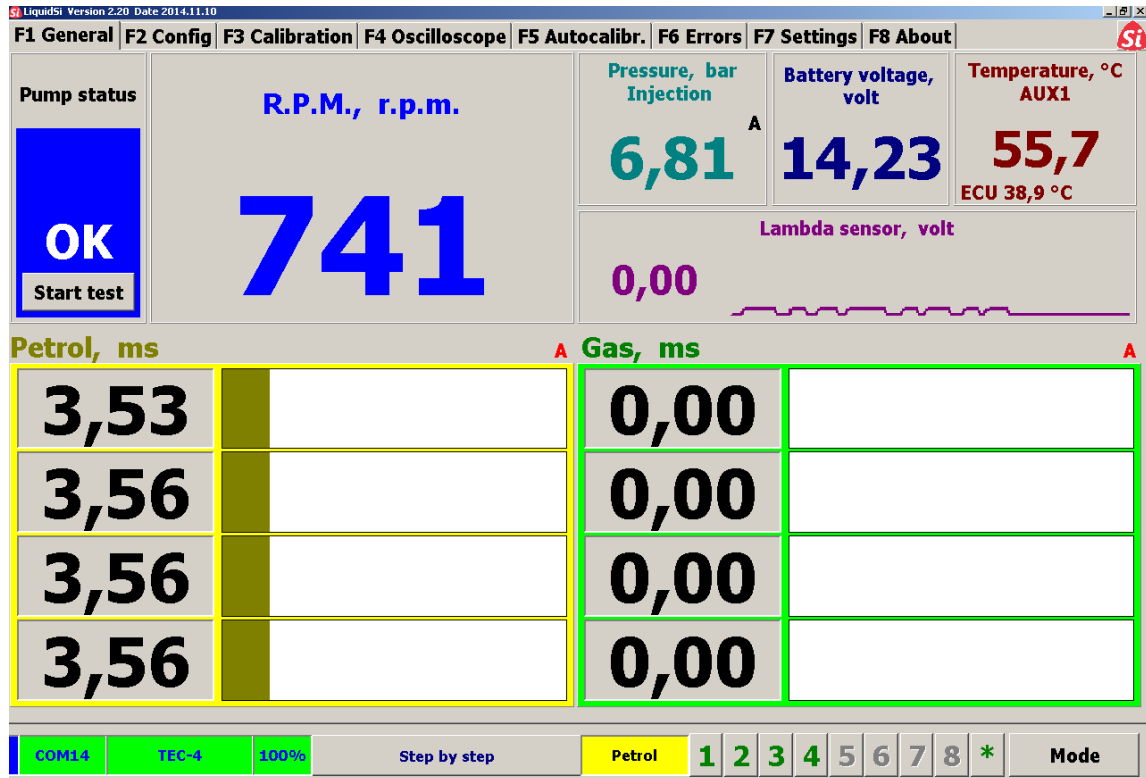 Si LiquidSi Version 2.20 Date 2014.11.10
F1 General F2 Config F3 Calibration F4 Oscilloscope F5 Autocalibr. F6 Errors F7 Settings F8 About
Si
Pump status
OK
Start test
R.P.M., r.p.m.
741
Pressure, bar
Injection
A
6,81
Battery voltage,
volt
14,23
Temperature, °C
AUX1
55,7
ECU 38,9 °C
Lambda sensor, volt
0,00
Petrol, ms A
3,53
3,56
3,56
3,56
Gas, ms A
0,00
0,00
0,00
0,00
COM14 TEC-4 100% Step by step Petrol 1 2 3 4 5 6 7 8 * Mode